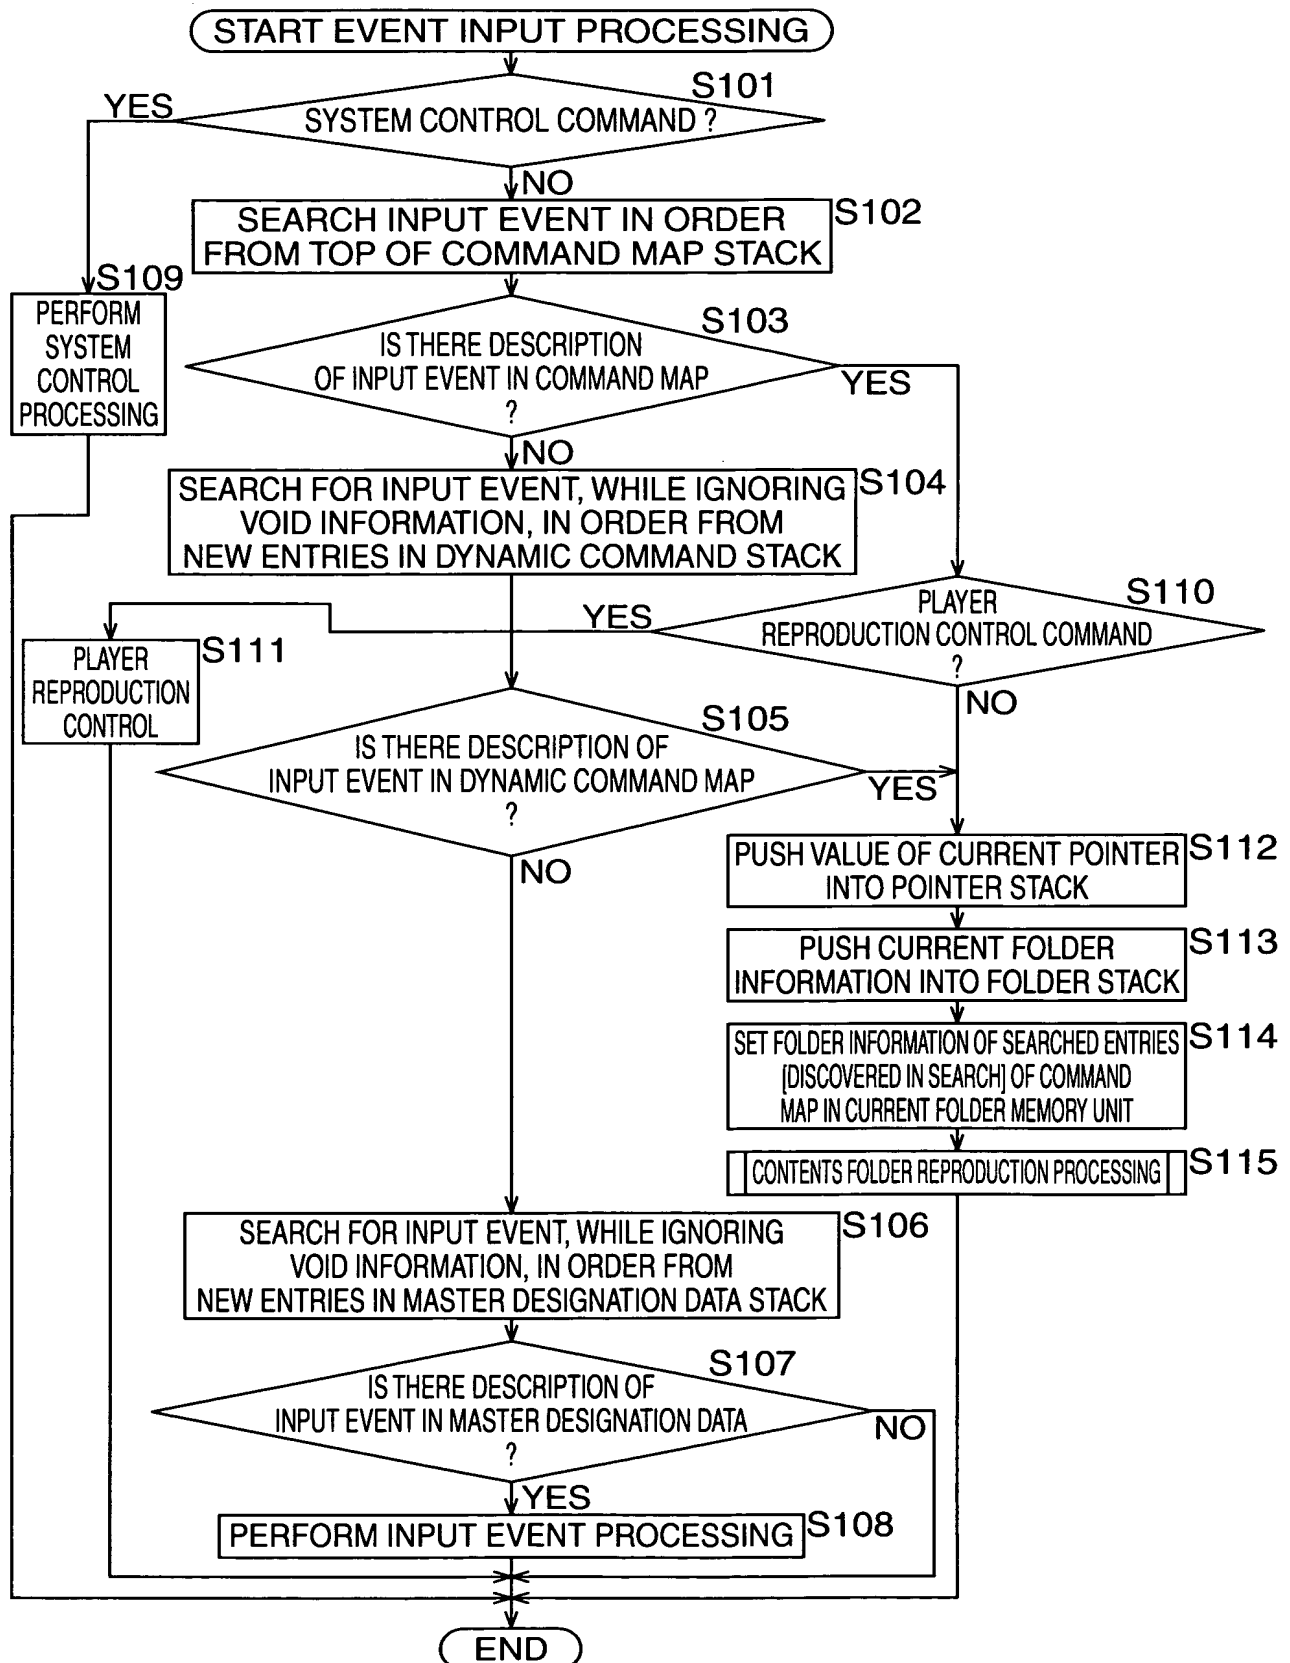 START EVENT INPUT PROCESSING
S101
YES
SYSTEM CONTROL COMMAND ?
NO
S102
SEARCH INPUT EVENT IN ORDER
FROM TOP OF COMMAND MAP STACK
S109
PERFORM
SYSTEM
CONTROL
PROCESSING
S103
IS THERE DESCRIPTION
OF INPUT EVENT IN COMMAND MAP
?
YES
NO
S104
SEARCH FOR INPUT EVENT, WHILE IGNORING
VOID INFORMATION, IN ORDER FROM
NEW ENTRIES IN DYNAMIC COMMAND STACK
S110
YES
PLAYER
REPRODUCTION CONTROL COMMAND
?
NO
S111
PLAYER
REPRODUCTION
CONTROL
S105
IS THERE DESCRIPTION OF
INPUT EVENT IN DYNAMIC COMMAND MAP
?
YES
NO
S112
PUSH VALUE OF CURRENT POINTER
INTO POINTER STACK
S113
PUSH CURRENT FOLDER
INFORMATION INTO FOLDER STACK
S114
SET FOLDER INFORMATION OF SEARCHED ENTRIES
[DISCOVERED IN SEARCH] OF COMMAND
MAP IN CURRENT FOLDER MEMORY UNIT
S115
CONTENTS FOLDER REPRODUCTION PROCESSING
S106
SEARCH FOR INPUT EVENT, WHILE IGNORING
VOID INFORMATION, IN ORDER FROM
NEW ENTRIES IN MASTER DESIGNATION DATA STACK
S107
IS THERE DESCRIPTION OF
INPUT EVENT IN MASTER DESIGNATION DATA
?
NO
YES
S108
PERFORM INPUT EVENT PROCESSING
END